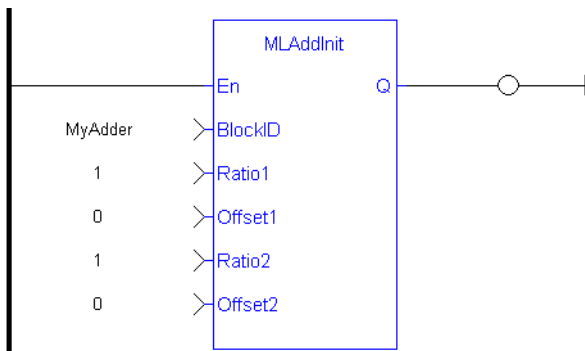 MLAddInit
En Q
MyAdder BlockID
1 Ratio1
0 Offset1
1 Ratio2
0 Offset2